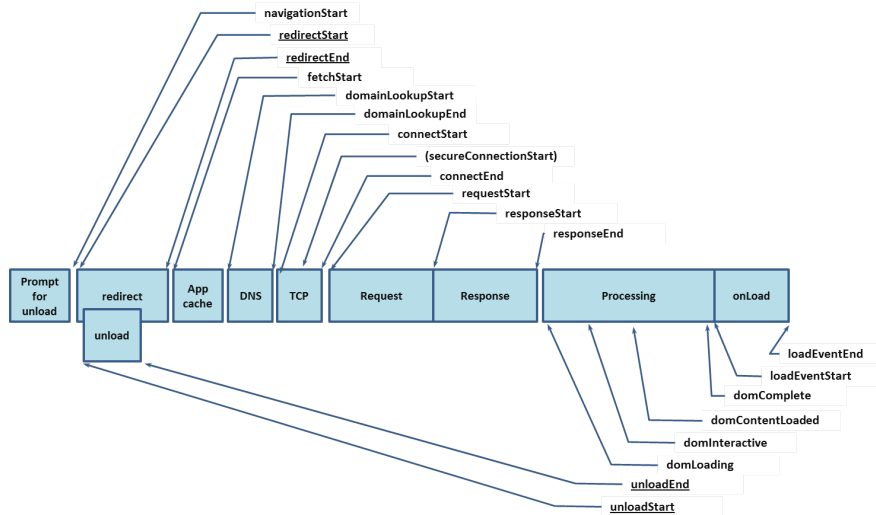 navigationStart
redirectStart
redirectEnd
fetchStart
domainLookupStart
domainLookupEnd
connectStart
(secureConnectionStart)
connectEnd
requestStart
responseStart
responseEnd
Prompt
for
unload
redirect
App
cache
DNS
TCP
Request
Response
Processing
onLoad
unload
loadEventEnd
loadEventStart
domComplete
domContentLoaded
domInteractive
domLoading
unloadEnd
unloadStart